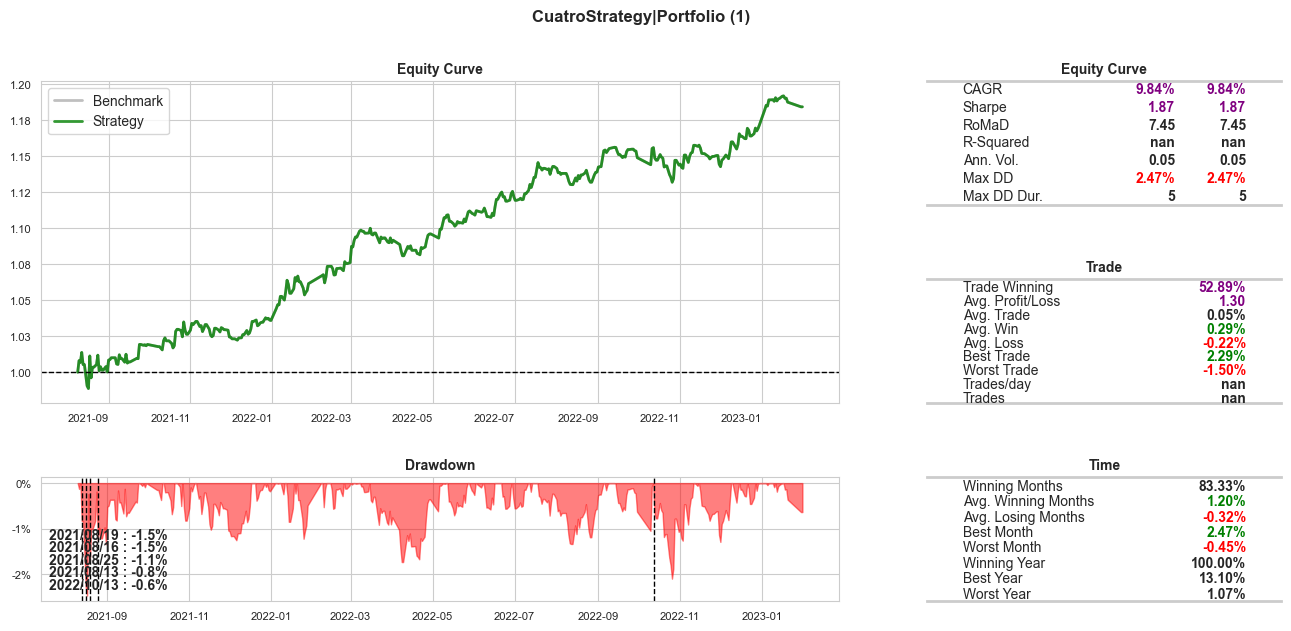 CuatroStrategy|Portfolio (1)
Equity Curve
Benchmark
Strategy
1.20
1.18
1.15
1.12
1.10
1.08
1.05
1.03
1.00
2021-09 2021-11 2022-01 2022-03 2022-05 2022-07 2022-09 2022-11 2023-01
Equity Curve
CAGR 9.84% 9.84%
Sharpe 1.87 1.87
RoMaD 7.45 7.45
R-Squared nan nan
Ann. Vol. 0.05 0.05
Max DD 2.47% 2.47%
Max DD Dur. 5 5
Trade
Trade Winning 52.89%
Avg. Profit/Loss 1.30
Avg. Trade 0.05%
Avg. Win 0.29%
Avg. Loss -0.22%
Best Trade 2.29%
Worst Trade -1.50%
Trades/day nan
Trades nan
Drawdown
0%
-1%
-2%
2021/08/19 : -1.5%
2021/08/16 : -1.5%
2021/08/25 : -1.1%
2021/08/13 : -0.8%
2022/10/13 : -0.6%
2021-09 2021-11 2022-01 2022-03 2022-05 2022-07 2022-09 2022-11 2023-01
Time
Winning Months 83.33%
Avg. Winning Months 1.20%
Avg. Losing Months -0.32%
Best Month 2.47%
Worst Month -0.45%
Winning Year 100.00%
Best Year 13.10%
Worst Year 1.07%